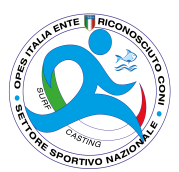 OPES ITALIA ENTE RICONOSCIUTO CONI
SURF
CASTING
• SETTORE SPORTIVO NAZIONALE •